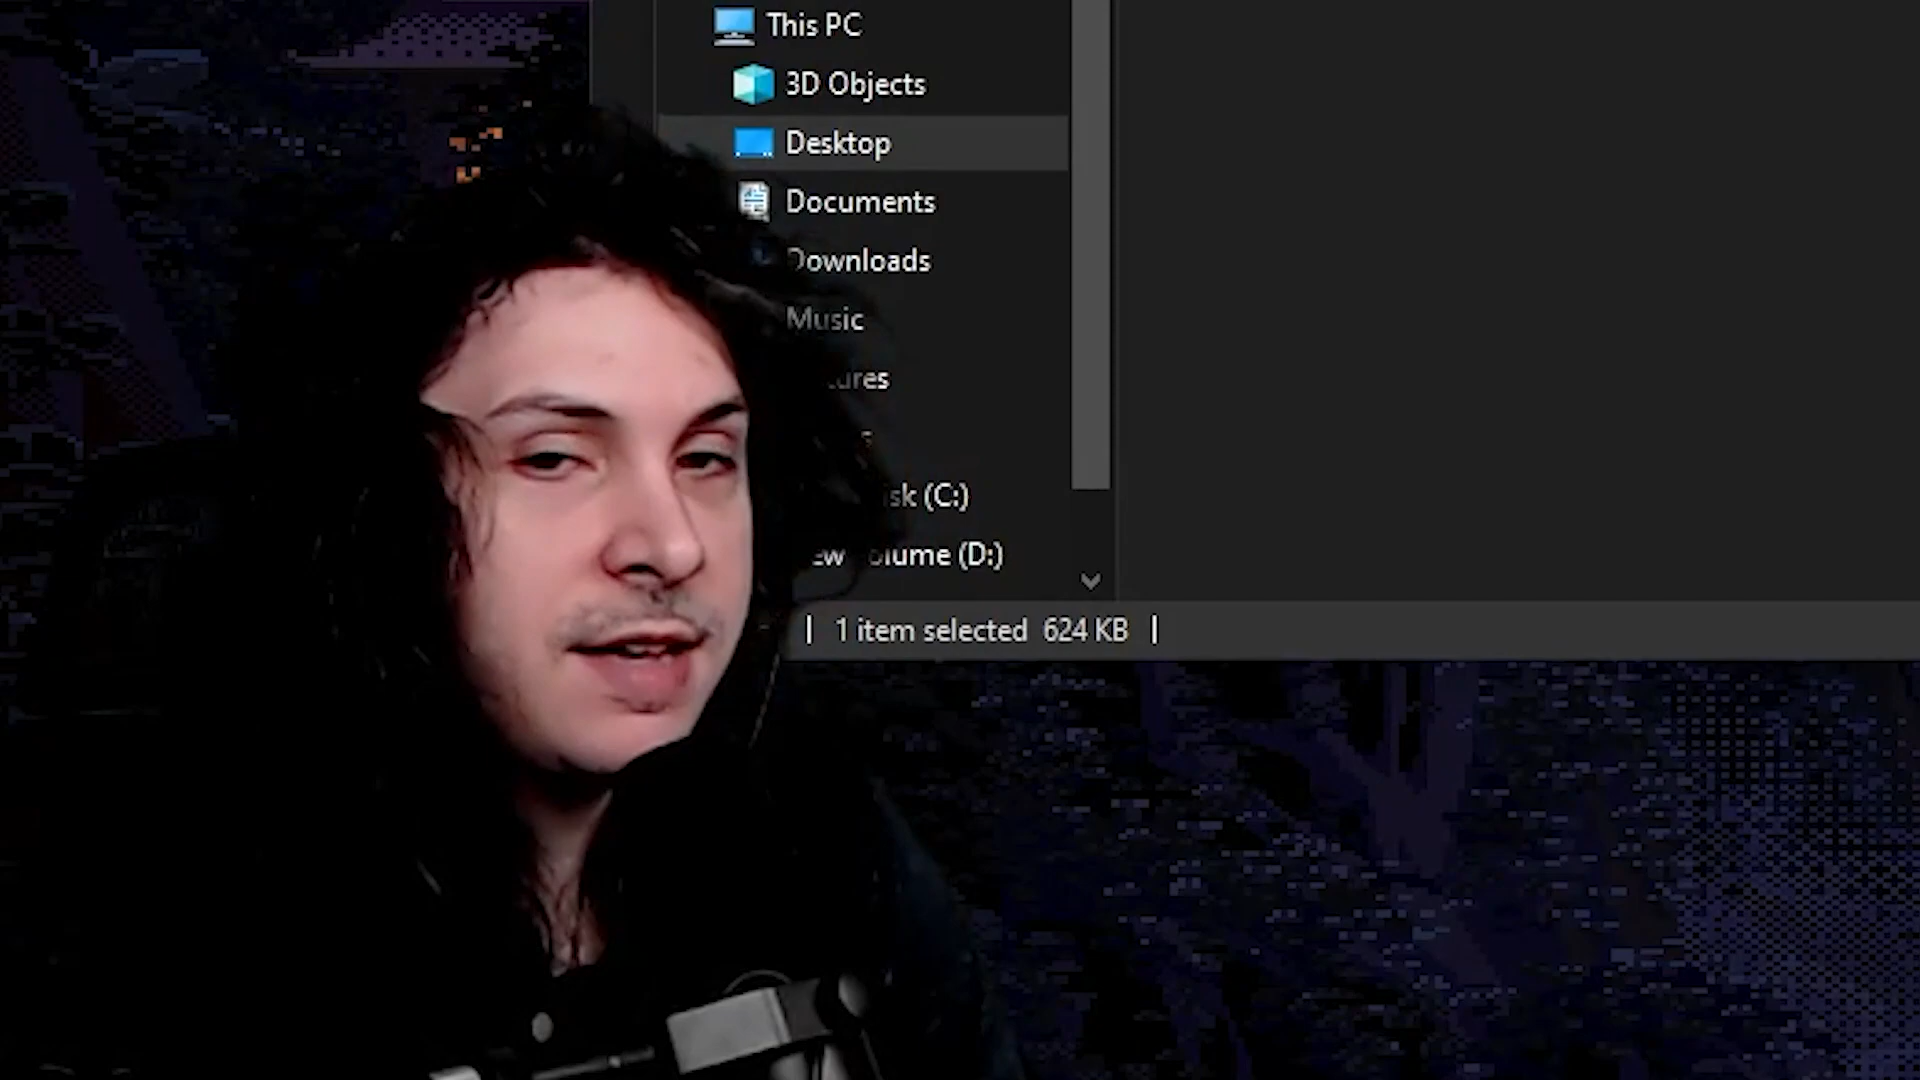 This PC
3D Objects
Desktop
Documents
Downloads
Music
(C:)
(D:)
1 item selected 624 KB